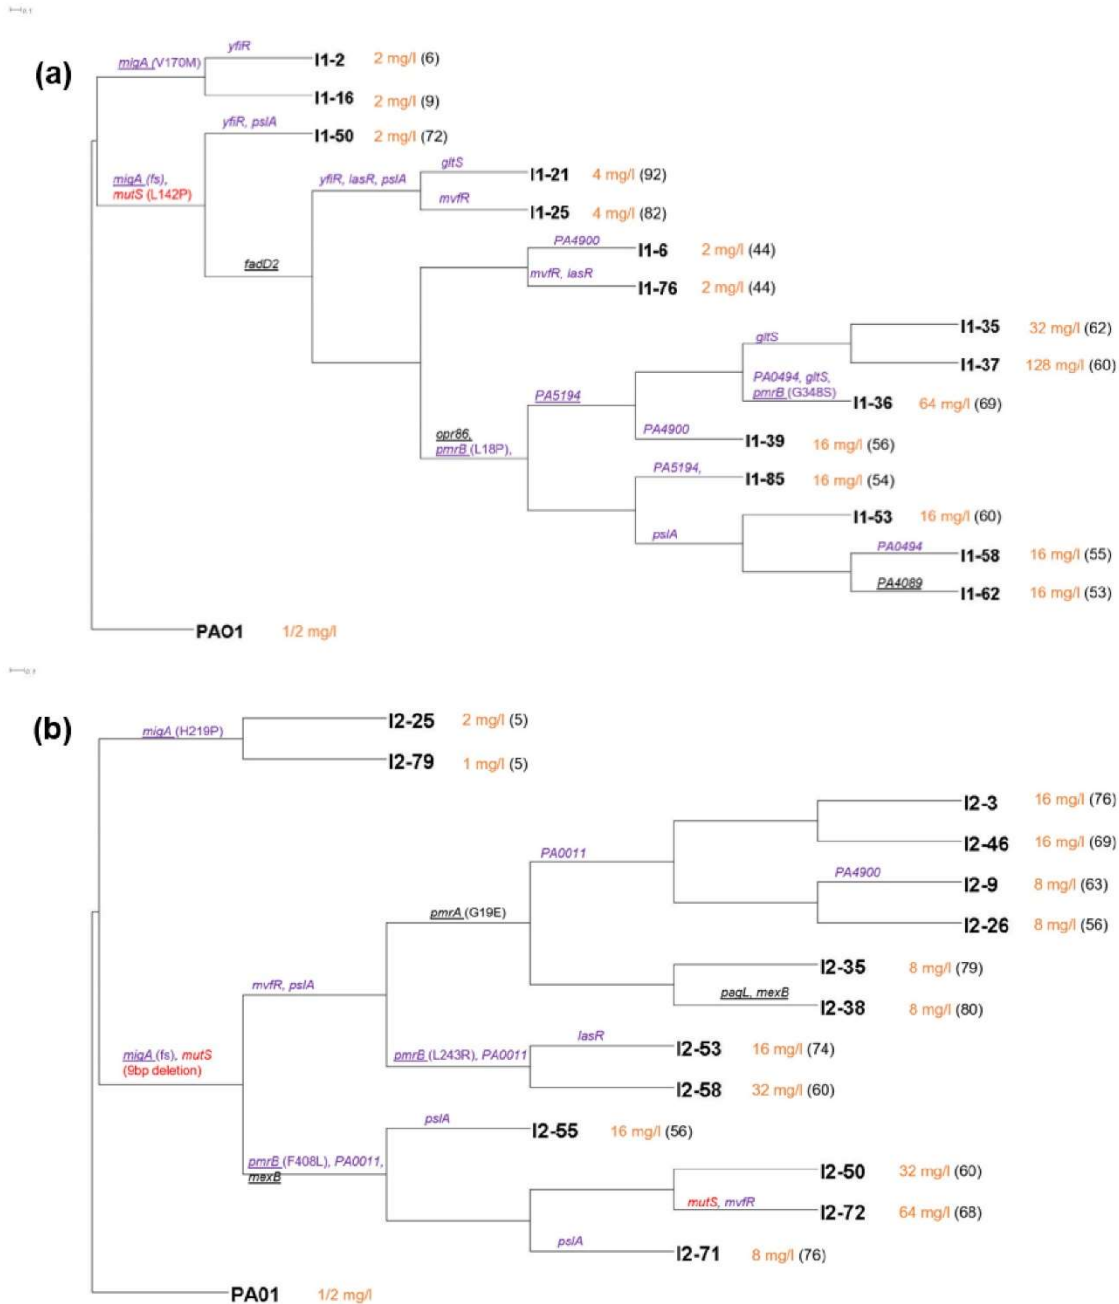 (a)
yfiR
migA (V170M)
I1-2 2 mg/l (6)
I1-16 2 mg/l (9)
yfiR, pslA
I1-50 2 mg/l (72)
migA (fs),
mutS (L142P)
gltS
yfiR, lasR, pslA
I1-21 4 mg/l (92)
mvfR
I1-25 4 mg/l (82)
PA4900
fadD2
I1-6 2 mg/l (44)
mvfR, lasR
I1-76 2 mg/l (44)
I1-35 32 mg/l (62)
gltS
I1-37 128 mg/l (60)
PA0494, gltS,
pmrB (G348S)
PA5194
I1-36 64 mg/l (69)
PA4900
opr86,
pmrB (L18P),
I1-39 16 mg/l (56)
PA5194,
I1-85 16 mg/l (54)
I1-53 16 mg/l (60)
pslA
PA0494
I1-58 16 mg/l (55)
PA4089
I1-62 16 mg/l (53)
PAO1 1/2 mg/l
(b)
I2-25 2 mg/l (5)
migA (H219P)
I2-79 1 mg/l (5)
I2-3 16 mg/l (76)
I2-46 16 mg/l (69)
PA0011
PA4900
I2-9 8 mg/l (63)
pmrA (G19E)
I2-26 8 mg/l (56)
I2-35 8 mg/l (79)
mvfR, pslA
pagL, mexB
I2-38 8 mg/l (80)
lasR
I2-53 16 mg/l (74)
migA (fs), mutS
(9bp deletion)
pmrB (L243R), PA0011
I2-58 32 mg/l (60)
pslA
I2-55 16 mg/l (56)
pmrB (F408L), PA0011,
mexB
I2-50 32 mg/l (60)
mutS, mvfR
I2-72 64 mg/l (68)
pslA
I2-71 8 mg/l (76)
PA01 1/2 mg/l